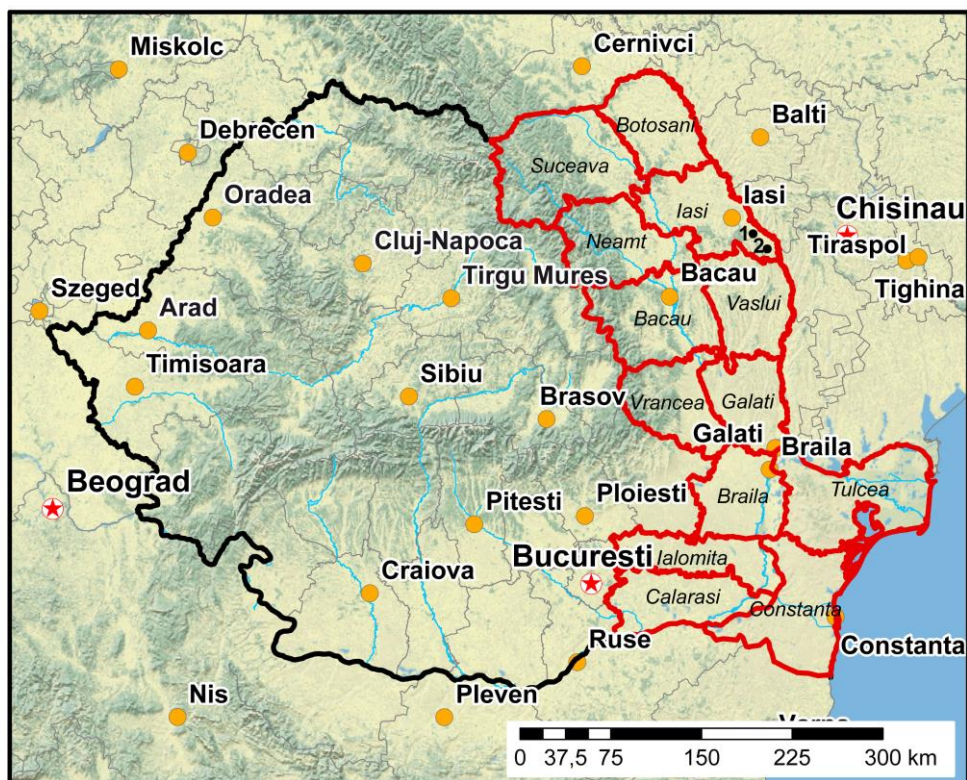 Miskolc
Cernivci
Debrecen
Botosani
Balti
Suceava
Oradea
Iasi
Iasi
Chisinau
1
2
Neamt
Cluj-Napoca
Tiraspol
Tirgu Mures
Bacau
Tighina
Szeged
Arad
Bacau
Vaslui
Timisoara
Sibiu
Brasov
Vrancea
Galati
Galati
Braila
Beograd
Pitesti
Ploiesti
Braila
Tulcea
Bucuresti
Ialomita
Craiova
Calarasi
Constanta
Ruse
Constanta
Nis
Pleven
0 37,5 75 150 225 300 km